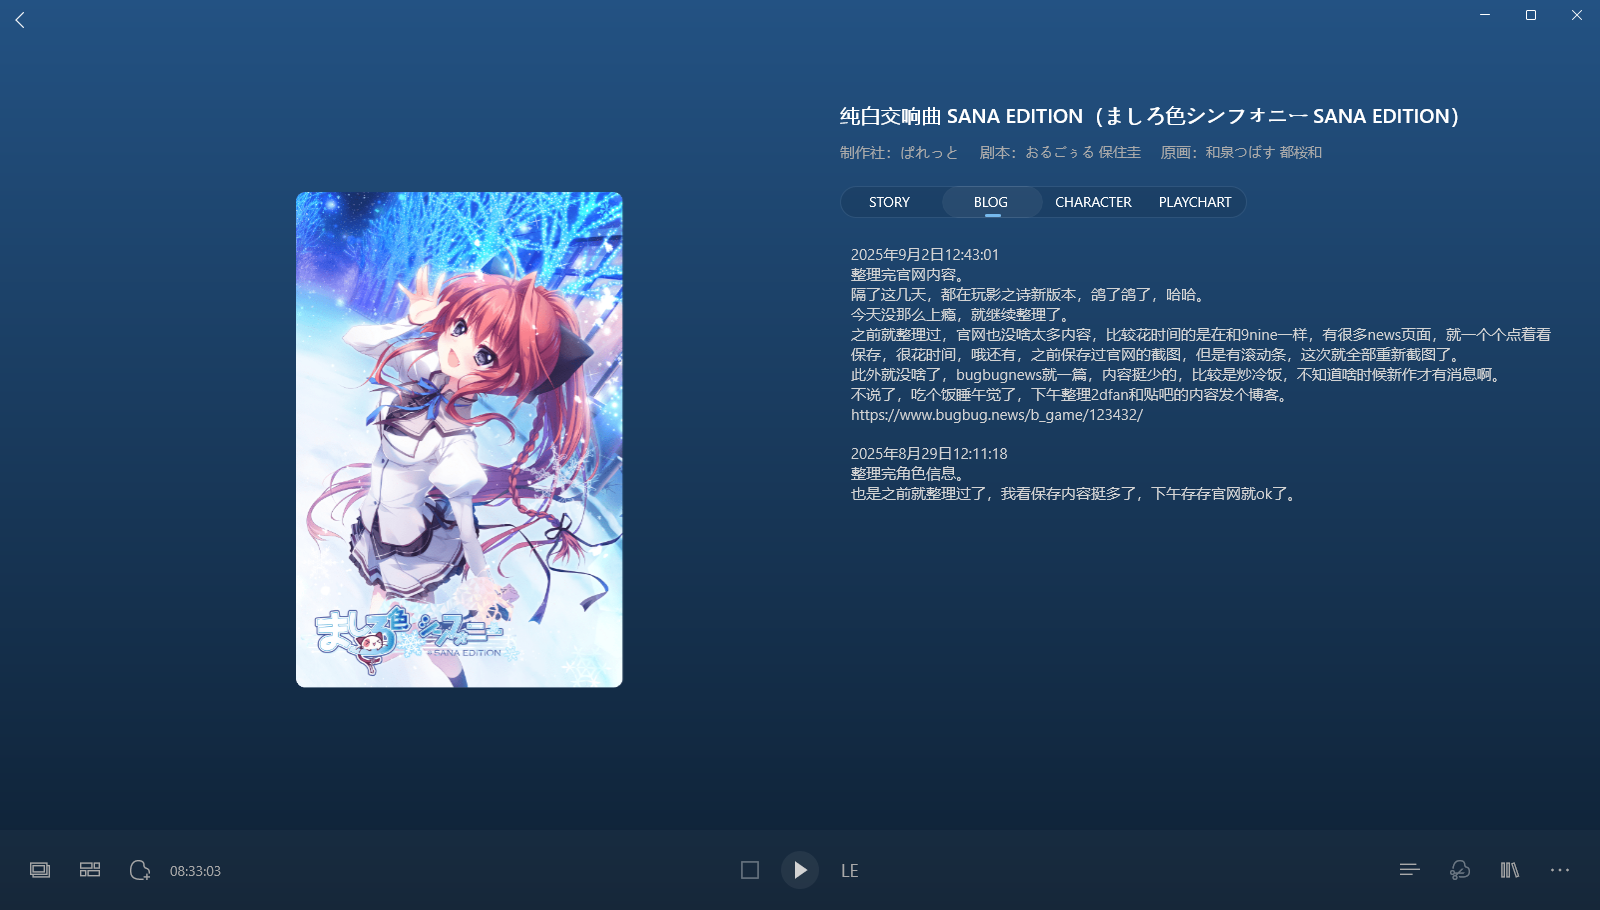 纯白交响曲 SANA EDITION（ましろ色シンフォニー SANA EDITION）
制作社：ぱれっと 剧本：おるごぅる 保住圭 原画：和泉つばす 都桜和
STORY BLOG CHARACTER PLAYCHART
2025年9月2日12:43:01
整理完官网内容。
隔了这几天，都在玩影之诗新版本，鸽了鸽了，哈哈。
今天没那么上瘾，就继续整理了。
之前就整理过，官网也没啥太多内容，比较花时间的是在和9nine一样，有很多news页面，就一个个点着看
保存，很花时间，哦还有，之前保存过官网的截图，但是有滚动条，这次就全部重新截图了。
此外就没啥了，bugbugnews就一篇，内容挺少的，比较是炒冷饭，不知道啥时候新作才有消息啊。
不说了，吃个饭睡午觉了，下午整理2dfan和贴吧的内容发个博客。
https://www.bugbug.news/b_game/123432/
2025年8月29日12:11:18
整理完角色信息。
也是之前就整理过了，我看保存内容挺多了，下午存存官网就ok了。
ましろ色シンフォニー
SANA EDITION
08:33:03
LE